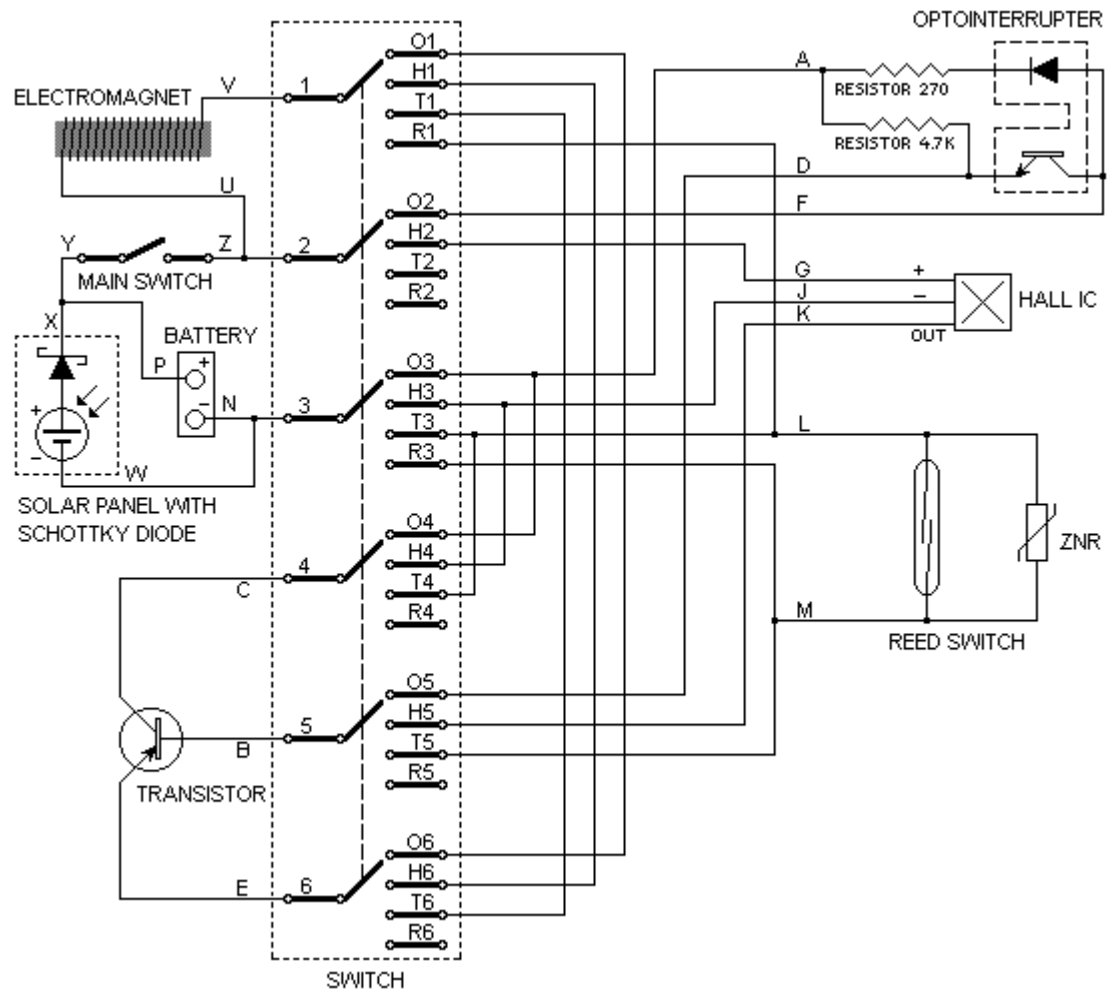 OPTOINTERRUPTER
O1
A
H1
V
1
ELECTROMAGNET
T1
RESISTOR 270
R1
RESISTOR 4.7K
D
U
O2
F
H2
Y
Z
2
T2
G
+
MAIN SWITCH
J
−
HALL IC
R2
K
X
BATTERY
OUT
O3
P
+
H3
−
N
3
+
T3
L
−
R3
W
SOLAR PANEL WITH
SCHOTTKY DIODE
O4
ZNR
H4
4
C
T4
M
R4
REED SWITCH
O5
H5
5
B
T5
R5
TRANSISTOR
O6
H6
E
6
T6
R6
SWITCH